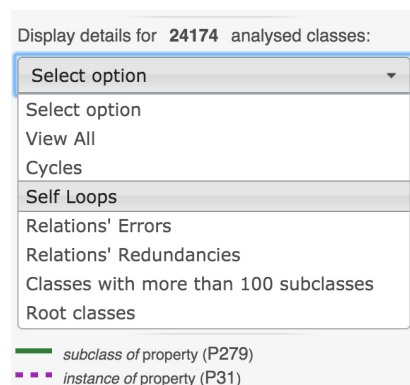 Display details for 24174 analysed classes:
Select option
Select option
View All
Cycles
Self Loops
Relations' Errors
Relations' Redundancies
Classes with more than 100 subclasses
Root classes
subclass of property (P279)
instance of property (P31)